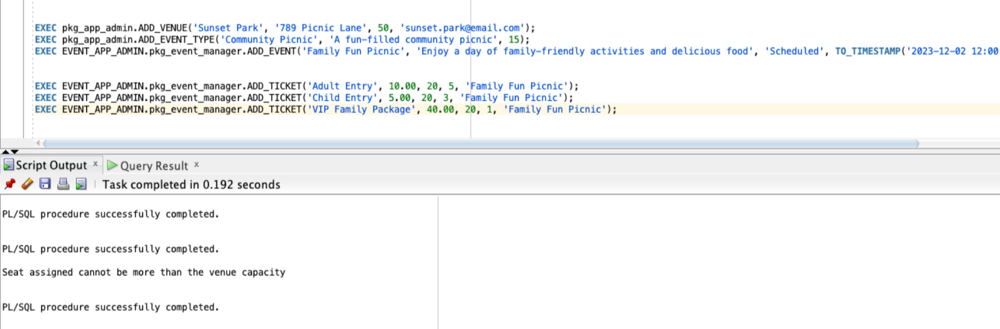 EXEC pkg_app_admin.ADD_VENUE('Sunset Park', '789 Picnic Lane', 50, 'sunset.park@email.com');
EXEC pkg_app_admin.ADD_EVENT_TYPE('Community Picnic', 'A fun-filled community picnic', 15);
EXEC EVENT_APP_ADMIN.pkg_event_manager.ADD_EVENT('Family Fun Picnic', 'Enjoy a day of family-friendly activities and delicious food', 'Scheduled', TO_TIMESTAMP('2023-12-02 12:00
EXEC EVENT_APP_ADMIN.pkg_event_manager.ADD_TICKET('Adult Entry', 10.00, 20, 5, 'Family Fun Picnic');
EXEC EVENT_APP_ADMIN.pkg_event_manager.ADD_TICKET('Child Entry', 5.00, 20, 3, 'Family Fun Picnic');
EXEC EVENT_APP_ADMIN.pkg_event_manager.ADD_TICKET('VIP Family Package', 40.00, 20, 1, 'Family Fun Picnic');
Script Output x Query Result x
Task completed in 0.192 seconds
PL/SQL procedure successfully completed.
PL/SQL procedure successfully completed.
Seat assigned cannot be more than the venue capacity
PL/SQL procedure successfully completed.